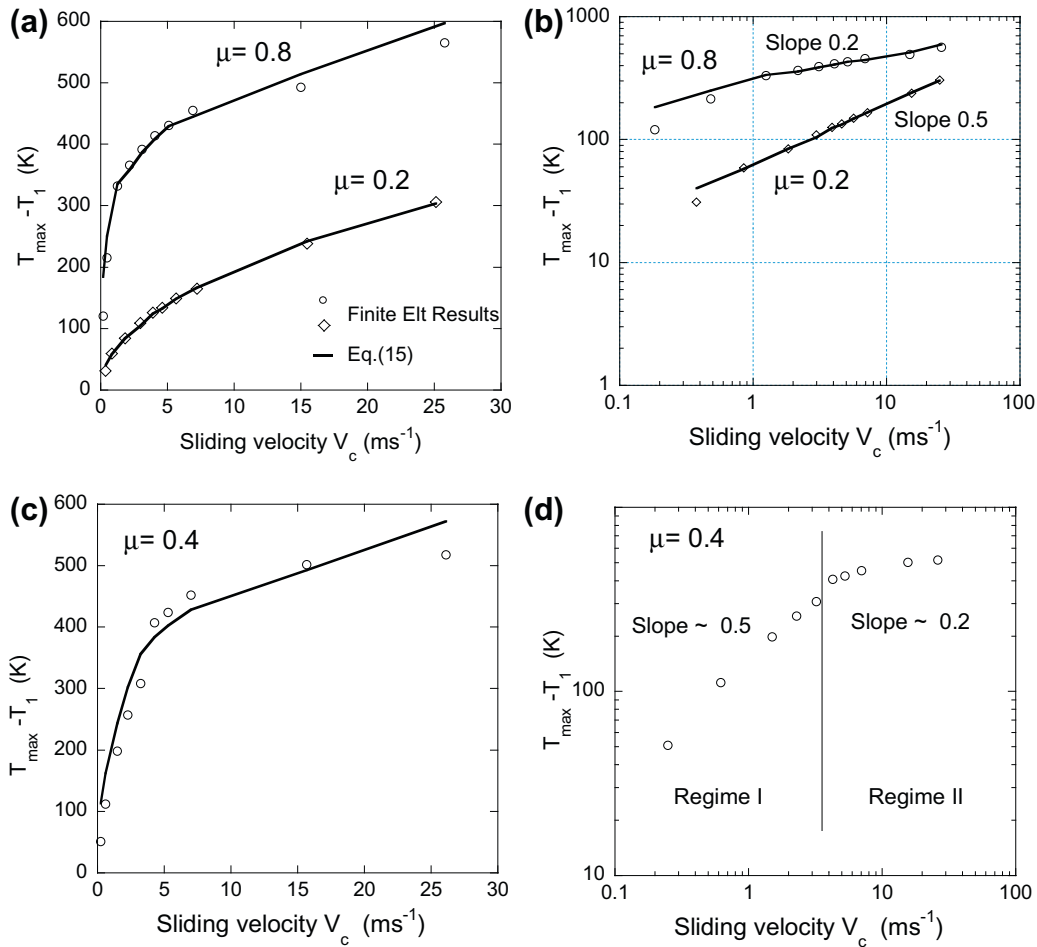 (a)
600
500
400
300
200
100
0
T_max -T_1 (K)
μ= 0.8
μ= 0.2
Finite Elt Results
Eq.(15)
0 5 10 15 20 25 30
Sliding velocity V_c (ms⁻¹)
(b)
1000
100
10
1
T_max -T_1 (K)
Slope 0.2
μ= 0.8
Slope 0.5
μ= 0.2
0.1 1 10 100
Sliding velocity V_c (ms⁻¹)
(c)
600
500
400
300
200
100
0
T_max -T_1 (K)
μ= 0.4
0 5 10 15 20 25 30
Sliding velocity V_c (ms⁻¹)
(d)
μ= 0.4
Slope ~ 0.5
Slope ~ 0.2
100
10
T_max -T_1 (K)
Regime I
Regime II
0.1 1 10 100
Sliding velocity V_c (ms⁻¹)